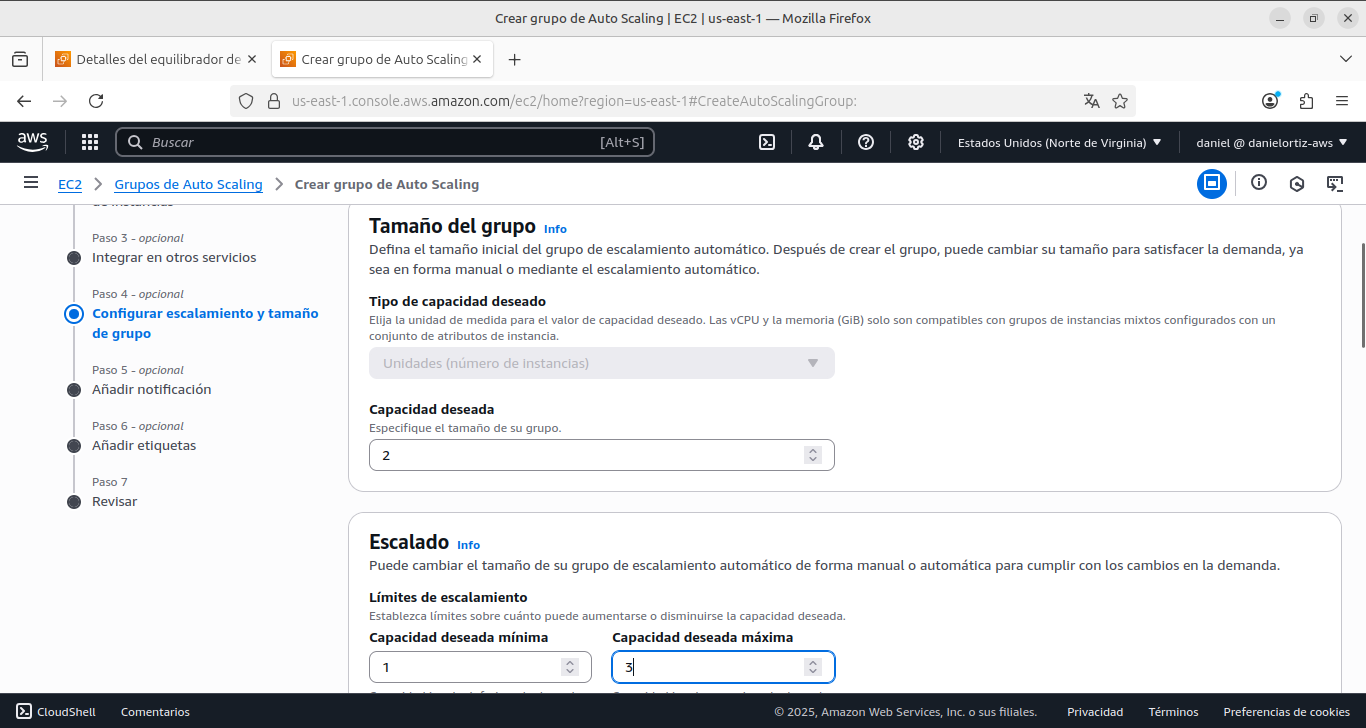 Crear grupo de Auto Scaling | EC2 | us-east-1 — Mozilla Firefox
Detalles del equilibrador de
Crear grupo de Auto Scaling
us-east-1.console.aws.amazon.com/ec2/home?region=us-east-1#CreateAutoScalingGroup:
aws
Buscar
[Alt+S]
Estados Unidos (Norte de Virginia)
daniel @ danielortiz-aws
EC2
Grupos de Auto Scaling
Crear grupo de Auto Scaling
de instancias
Paso 3 - opcional
Integrar en otros servicios
Paso 4 - opcional
Configurar escalamiento y tamaño
de grupo
Paso 5 - opcional
Añadir notificación
Paso 6 - opcional
Añadir etiquetas
Paso 7
Revisar
Tamaño del grupo Info
Defina el tamaño inicial del grupo de escalamiento automático. Después de crear el grupo, puede cambiar su tamaño para satisfacer la demanda, ya
sea en forma manual o mediante el escalamiento automático.
Tipo de capacidad deseado
Elija la unidad de medida para el valor de capacidad deseado. Las vCPU y la memoria (GiB) solo son compatibles con grupos de instancias mixtos configurados con un
conjunto de atributos de instancia.
Unidades (número de instancias)
Capacidad deseada
Especifique el tamaño de su grupo.
2
Escalado Info
Puede cambiar el tamaño de su grupo de escalamiento automático de forma manual o automática para cumplir con los cambios en la demanda.
Límites de escalamiento
Establezca límites sobre cuánto puede aumentarse o disminuirse la capacidad deseada.
Capacidad deseada mínima
Capacidad deseada máxima
1
3
CloudShell
Comentarios
© 2025, Amazon Web Services, Inc. o sus filiales.
Privacidad
Términos
Preferencias de cookies